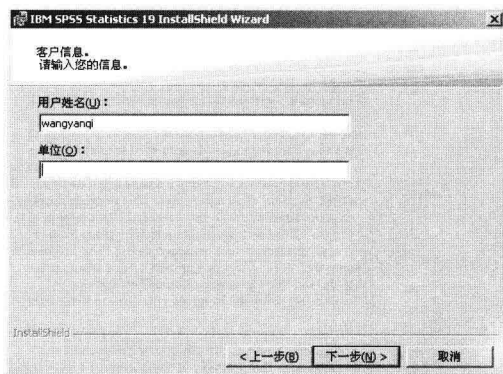 IBM SPSS Statistics 19 InstallShield Wizard
客户信息。
请输入您的信息。
用户姓名(U)：
wangyanqi
单位(O)：
InstallShield
< 上一步(B)
下一步(N) >
取消